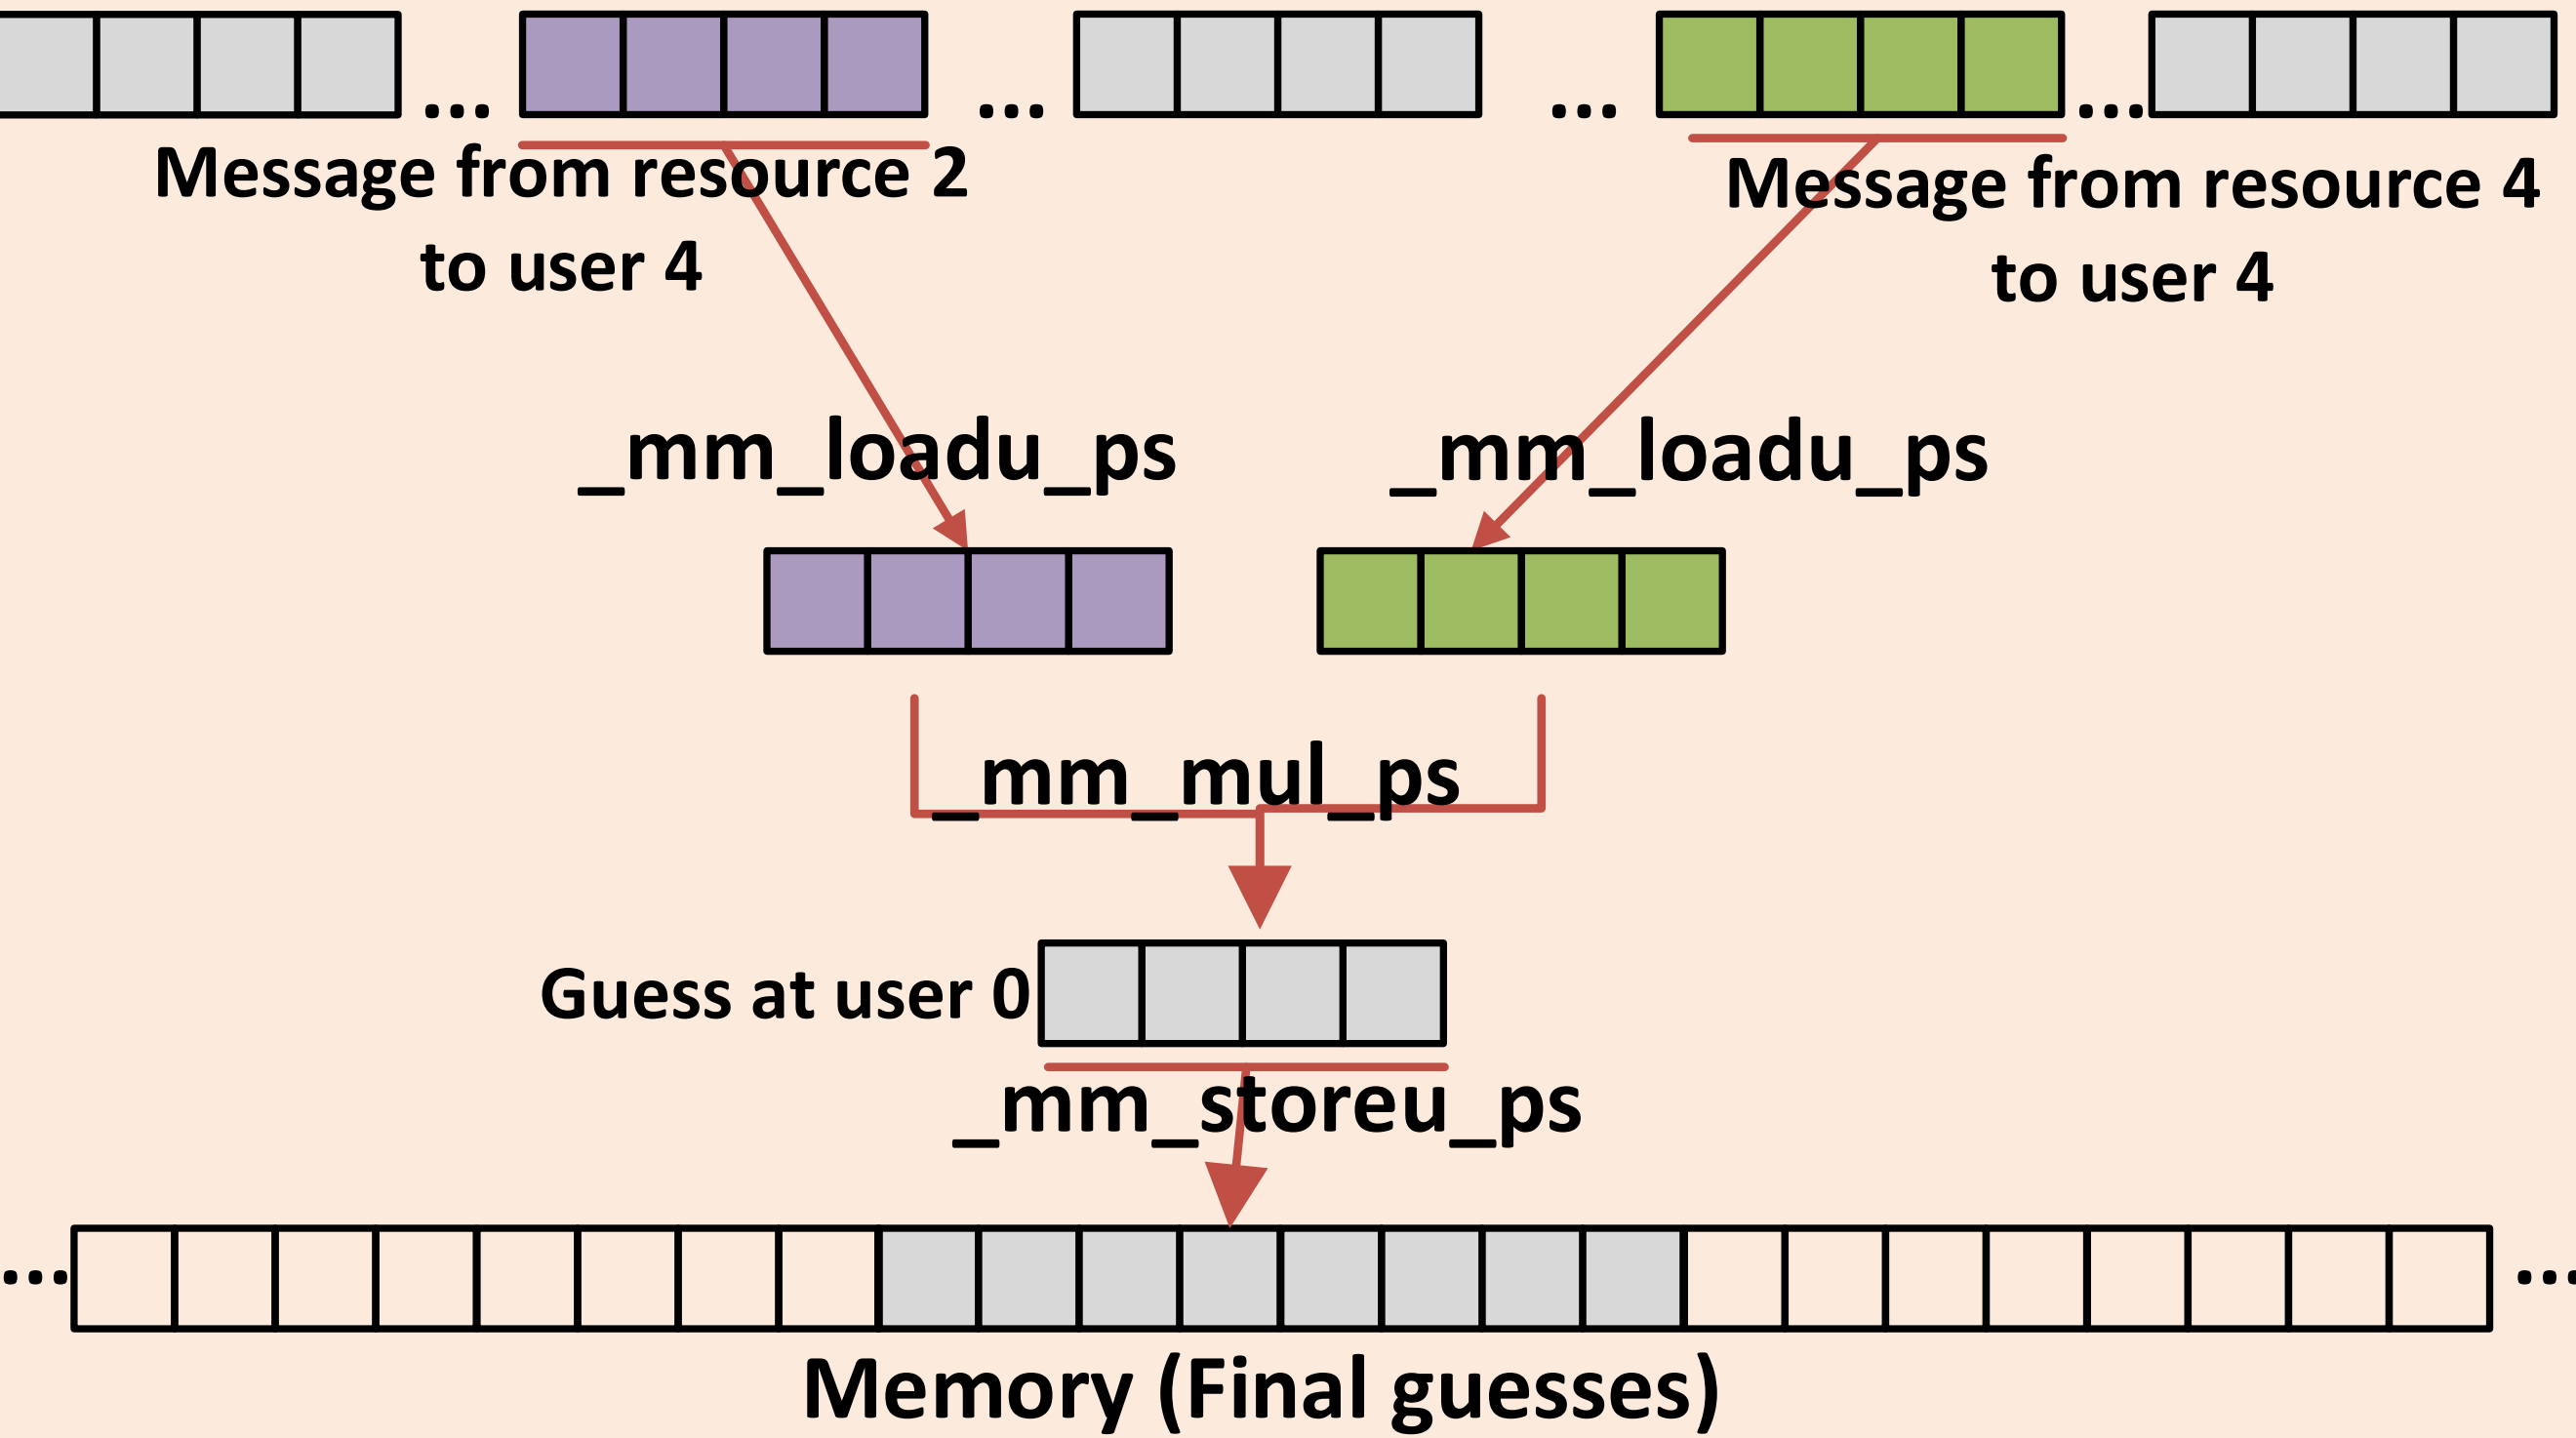 ... ... ... ...
Message from resource 2
to user 4
Message from resource 4
to user 4
_mm_loadu_ps
_mm_loadu_ps
_mm_mul_ps
Guess at user 0
_mm_storeu_ps
... ...
Memory (Final guesses)